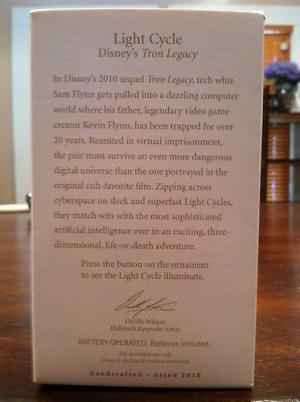 Light Cycle
Disney's Tron Legacy
In Disney's 2010 sequel Tron Legacy, tech whiz
Sam Flynn gets pulled into a dazzling computer
world where his father, legendary video game
creator Kevin Flynn, has been trapped for over
20 years. Reunited in virtual imprisonment,
the pair must survive an even more dangerous
digital universe than the one portrayed in the
original cult-favorite film. Zipping across
cyberspace on sleek and superfast Light Cycles,
they match wits with the most sophisticated
artificial intelligence ever in an exciting, three-
dimensional, life-or-death adventure.
Press the button on the ornament
to see the Light Cycle illuminate.
Orville Wilson
Hallmark Keepsake Artist
BATTERY-OPERATED. Batteries included.
For decorative use only.
handcrafted – dated 2010